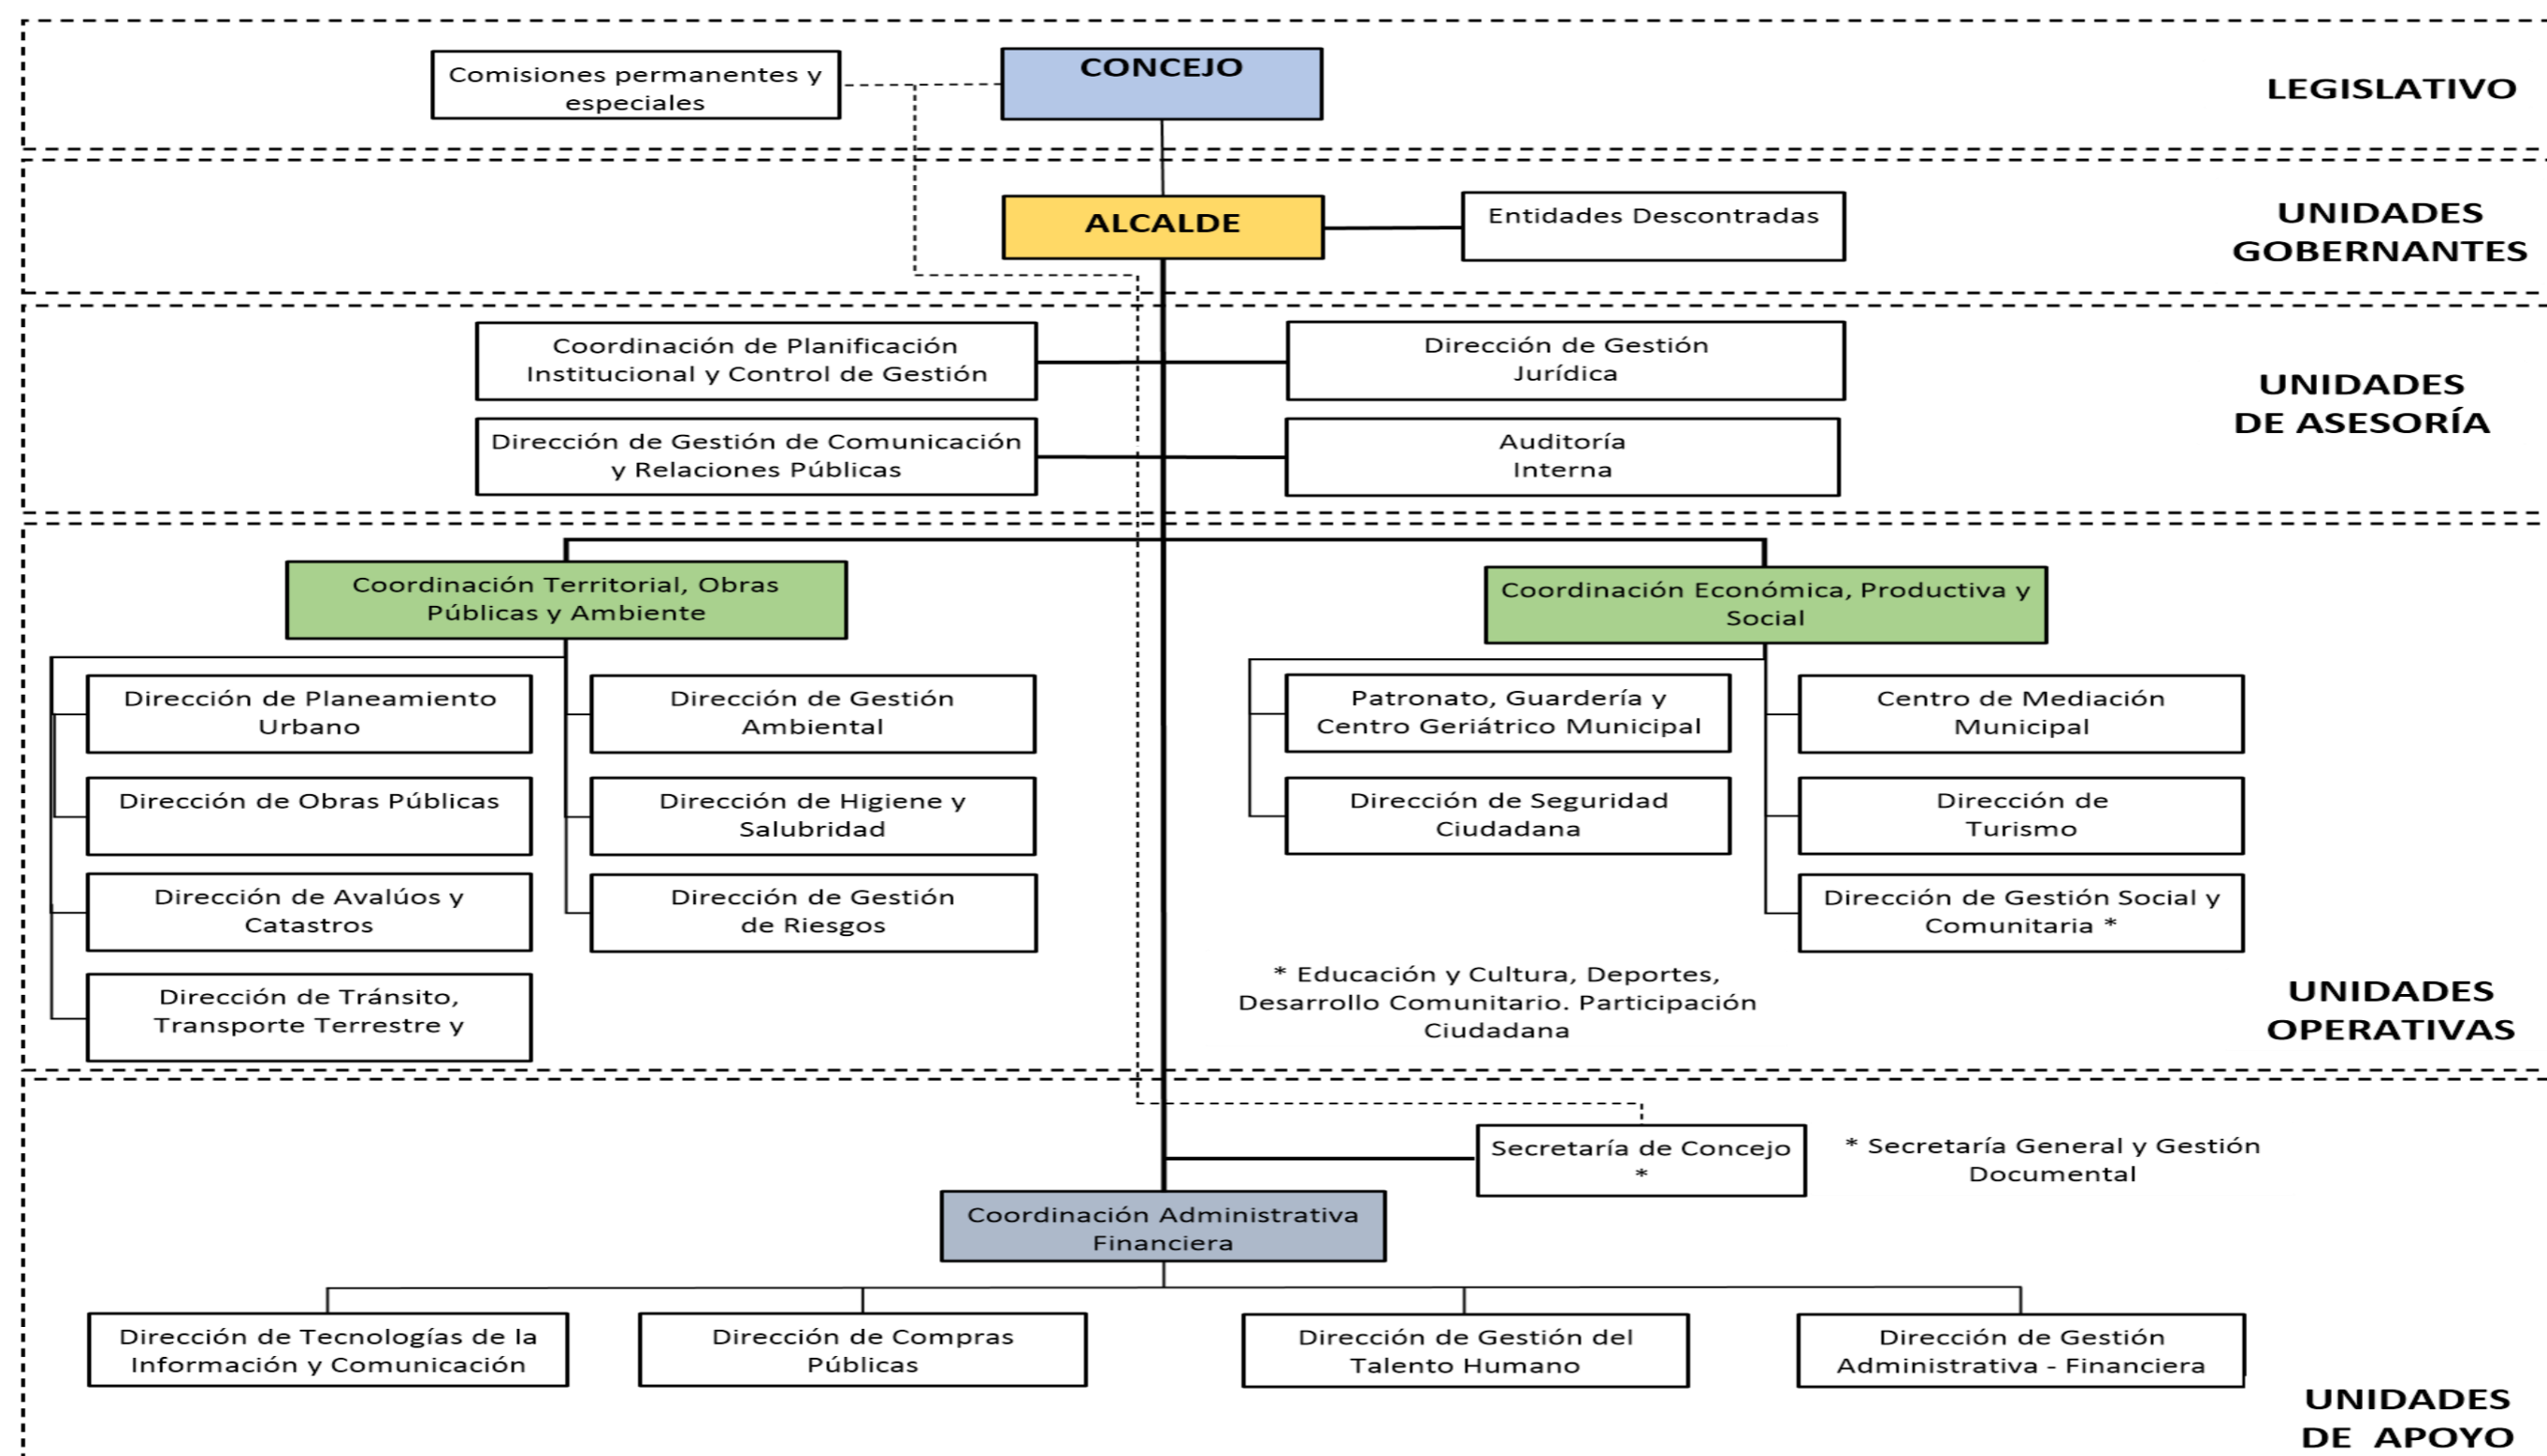 Comisiones permanentes y
especiales
CONCEJO
LEGISLATIVO
ALCALDE
Entidades Descontradas
UNIDADES
GOBERNANTES
Coordinación de Planificación
Institucional y Control de Gestión
Dirección de Gestión
Jurídica
Dirección de Gestión de Comunicación
y Relaciones Públicas
Auditoría
Interna
UNIDADES
DE ASESORÍA
Coordinación Territorial, Obras
Públicas y Ambiente
Coordinación Económica, Productiva y
Social
Dirección de Planeamiento
Urbano
Dirección de Gestión
Ambiental
Patronato, Guardería y
Centro Geriátrico Municipal
Centro de Mediación
Municipal
Dirección de Obras Públicas
Dirección de Higiene y
Salubridad
Dirección de Seguridad
Ciudadana
Dirección de
Turismo
Dirección de Avalúos y
Catastros
Dirección de Gestión
de Riesgos
Dirección de Gestión Social y
Comunitaria *
Dirección de Tránsito,
Transporte Terrestre y
* Educación y Cultura, Deportes,
Desarrollo Comunitario. Participación
Ciudadana
UNIDADES
OPERATIVAS
Secretaría de Concejo
*
* Secretaría General y Gestión
Documental
Coordinación Administrativa
Financiera
Dirección de Tecnologías de la
Información y Comunicación
Dirección de Compras
Públicas
Dirección de Gestión del
Talento Humano
Dirección de Gestión
Administrativa - Financiera
UNIDADES
DE APOYO